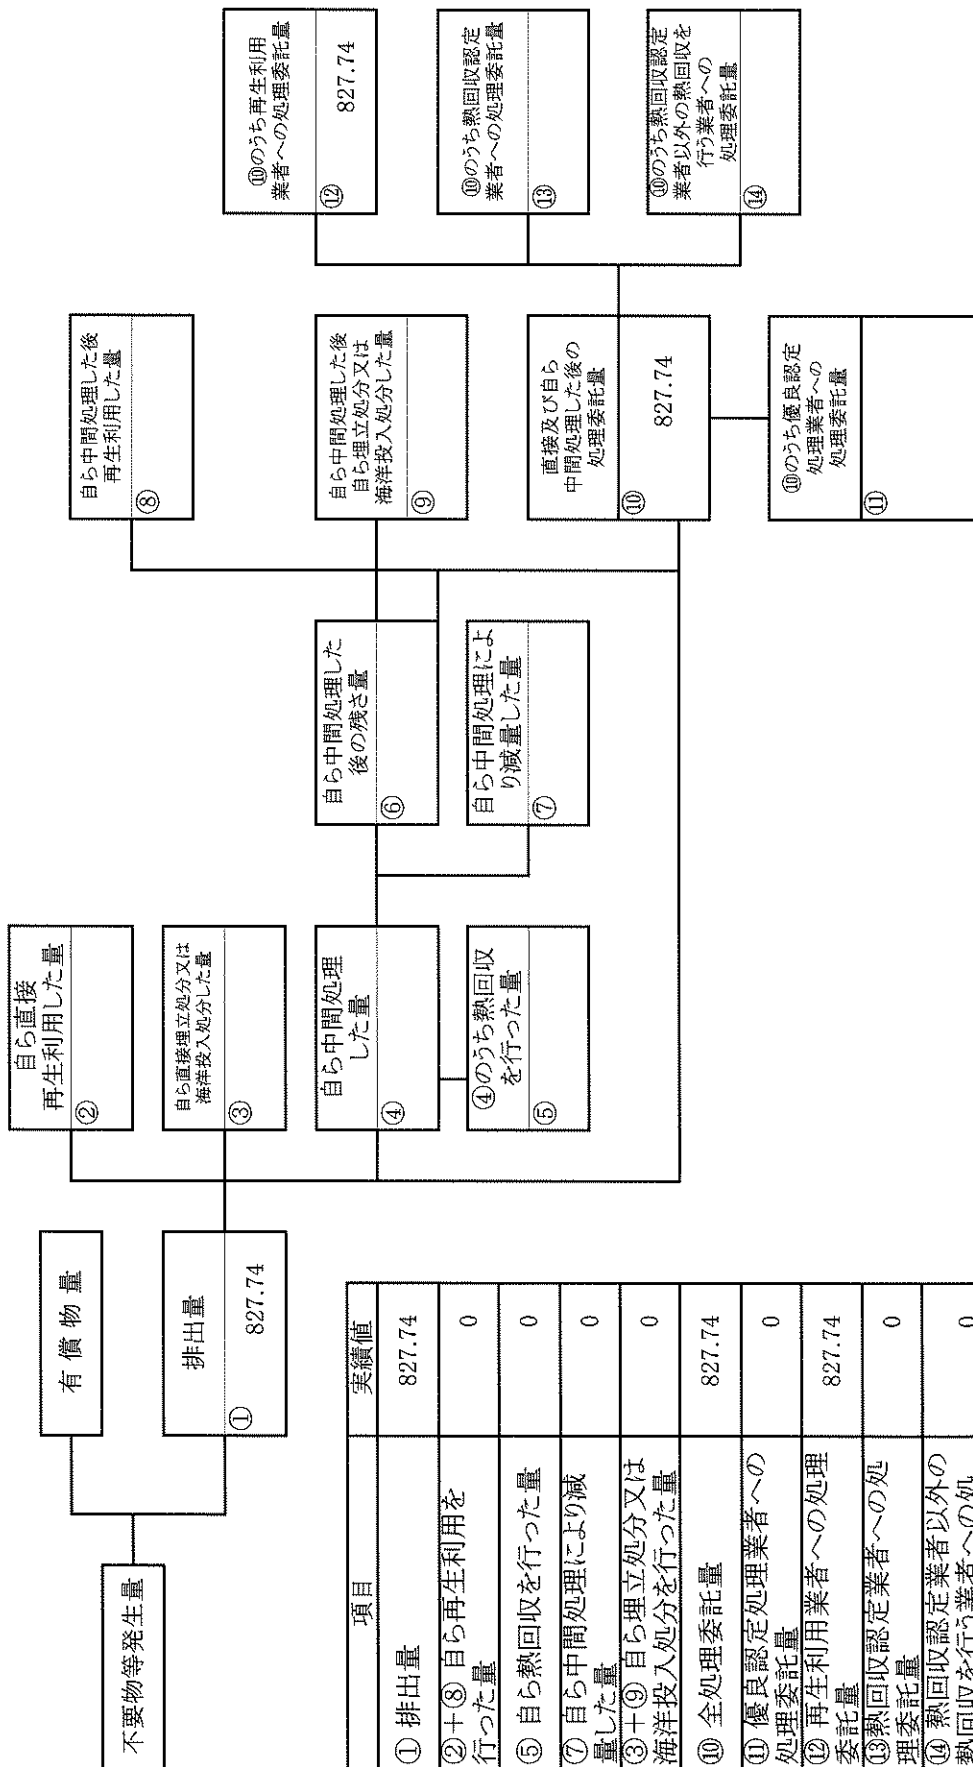 不要物等発生量
有償物量
排出量
①
827.74
自ら直接
再生利用した量
②
自ら直接埋立処分又は
海洋投入処分した量
③
自ら中間処理
した量
④
④のうち熱回収
を行った量
⑤
自ら中間処理した
後の残さ量
⑥
自ら中間処理によ
り減量した量
⑦
自ら中間処理した後
再生利用した量
⑧
自ら中間処理した後
自ら埋立処分又は
海洋投入処分した量
⑨
直接及び自ら
中間処理した後の
処理委託量
⑩
827.74
⑩のうち優良認定
処理業者への
処理委託量
⑪
⑩のうち再生利用
業者への処理委託量
⑫
827.74
⑩のうち熱回収認定
業者への処理委託量
⑬
⑩のうち熱回収認定
業者以外の熱回収を
行う業者への
処理委託量
⑭
項目 実績値
① 排出量 827.74
②+⑧ 自ら再生利用を
行った量 0
⑤ 自ら熱回収を行った量 0
⑦ 自ら中間処理により減
量した量 0
③+⑨ 自ら埋立処分又は
海洋投入処分を行った量 0
⑩ 全処理委託量 827.74
⑪ 優良認定処理業者への
処理委託量 0
⑫ 再生利用業者への処理
委託量 827.74
⑬熱回収認定業者への処
理委託量 0
⑭ 熱回収認定業者以外の
熱回収を行う業者への処 0